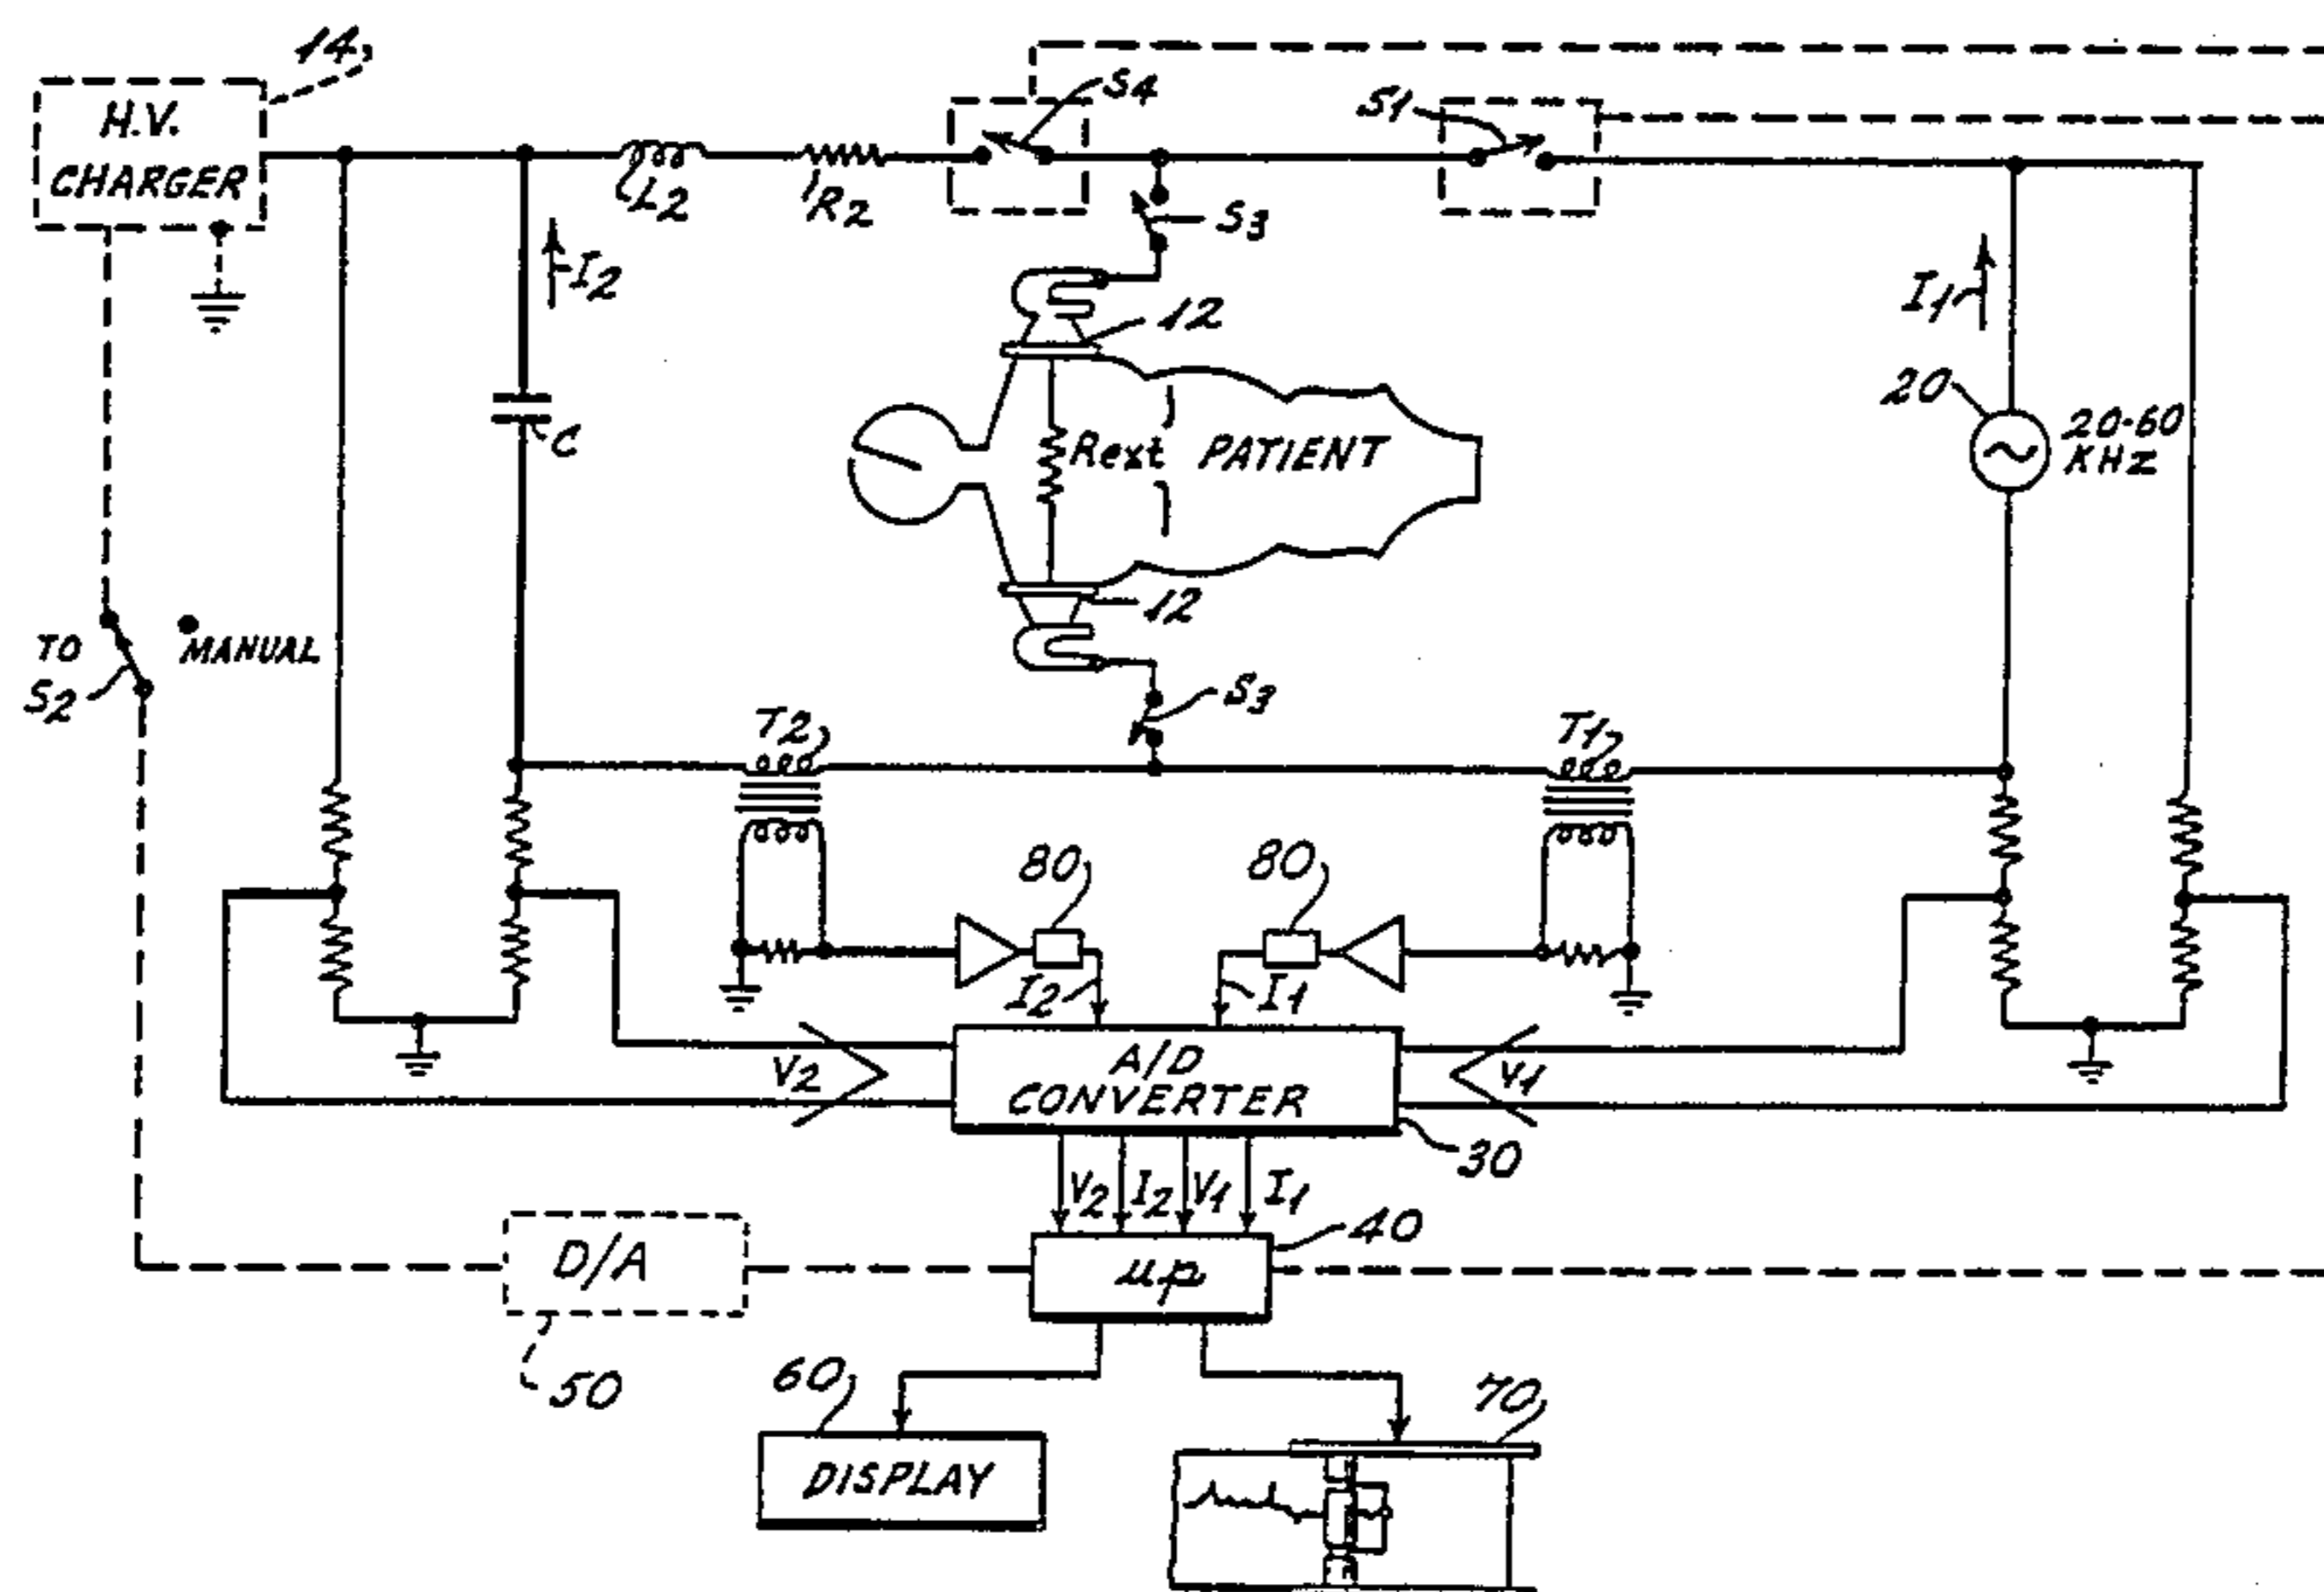 14
H.V.
CHARGER
S4
S1
L2
R2
S3
I2
I1
12
20
20-60
KHZ
C
Rext
PATIENT
12
TO
MANUAL
S2
S3
T2
T1
80
80
I2
I1
V2
A/D
CONVERTER
V1
30
V2
I2
V1
I1
40
D/A
μp
50
60
70
DISPLAY